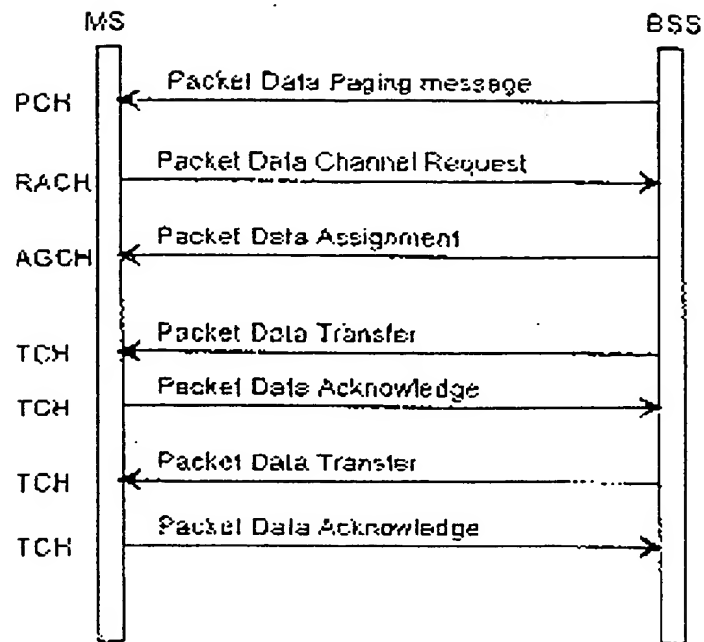 MS BSS
PCH Packet Data Paging message
RACH Packet Data Channel Request
AGCH Packet Data Assignment
TCH Packet Data Transfer
TCH Packet Data Acknowledge
TCH Packet Data Transfer
TCH Packet Data Acknowledge